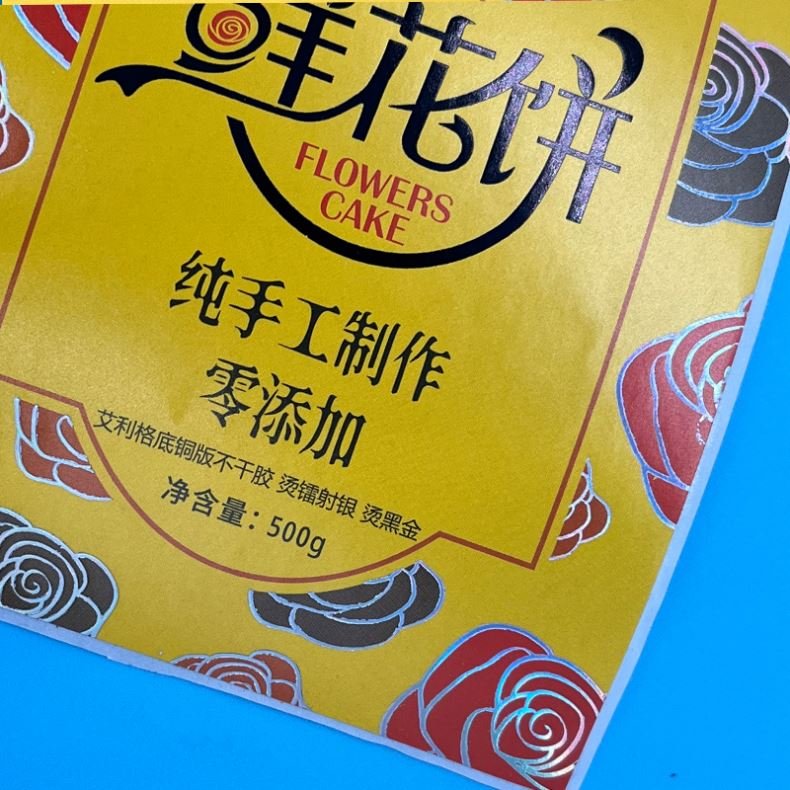 鲜花饼
FLOWERS
CAKE
纯手工制作
零添加
艾利格底铜版不干胶 烫镭射银 烫黑金
净含量：500g